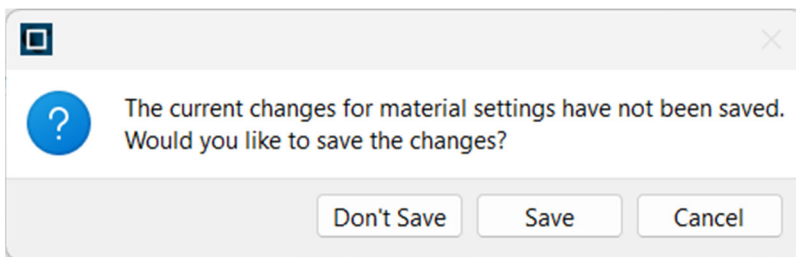 The current changes for material settings have not been saved.
Would you like to save the changes?
Don't Save
Save
Cancel